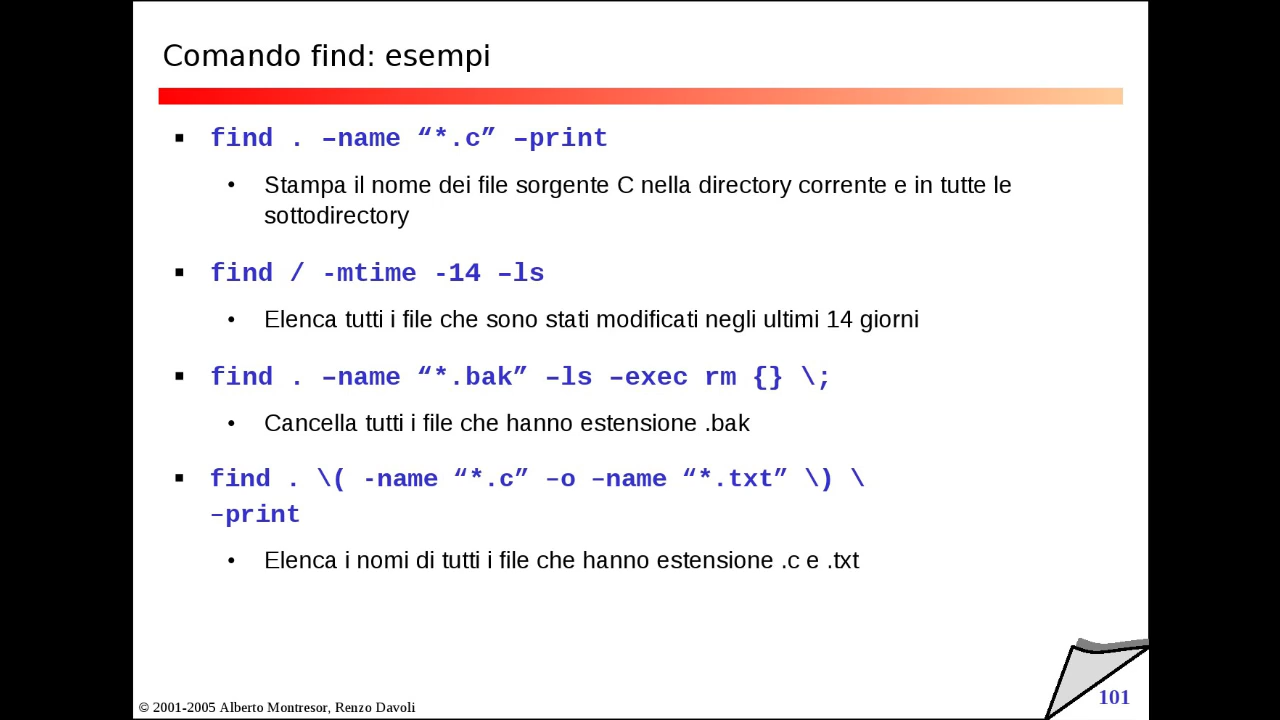 Comando find: esempi
▪ find . –name “*.c” –print
• Stampa il nome dei file sorgente C nella directory corrente e in tutte le
sottodirectory
▪ find / -mtime -14 –ls
• Elenca tutti i file che sono stati modificati negli ultimi 14 giorni
▪ find . –name “*.bak” –ls –exec rm {} \;
• Cancella tutti i file che hanno estensione .bak
▪ find . \( -name “*.c” –o –name “*.txt” \) \
–print
• Elenca i nomi di tutti i file che hanno estensione .c e .txt
© 2001-2005 Alberto Montresor, Renzo Davoli
101